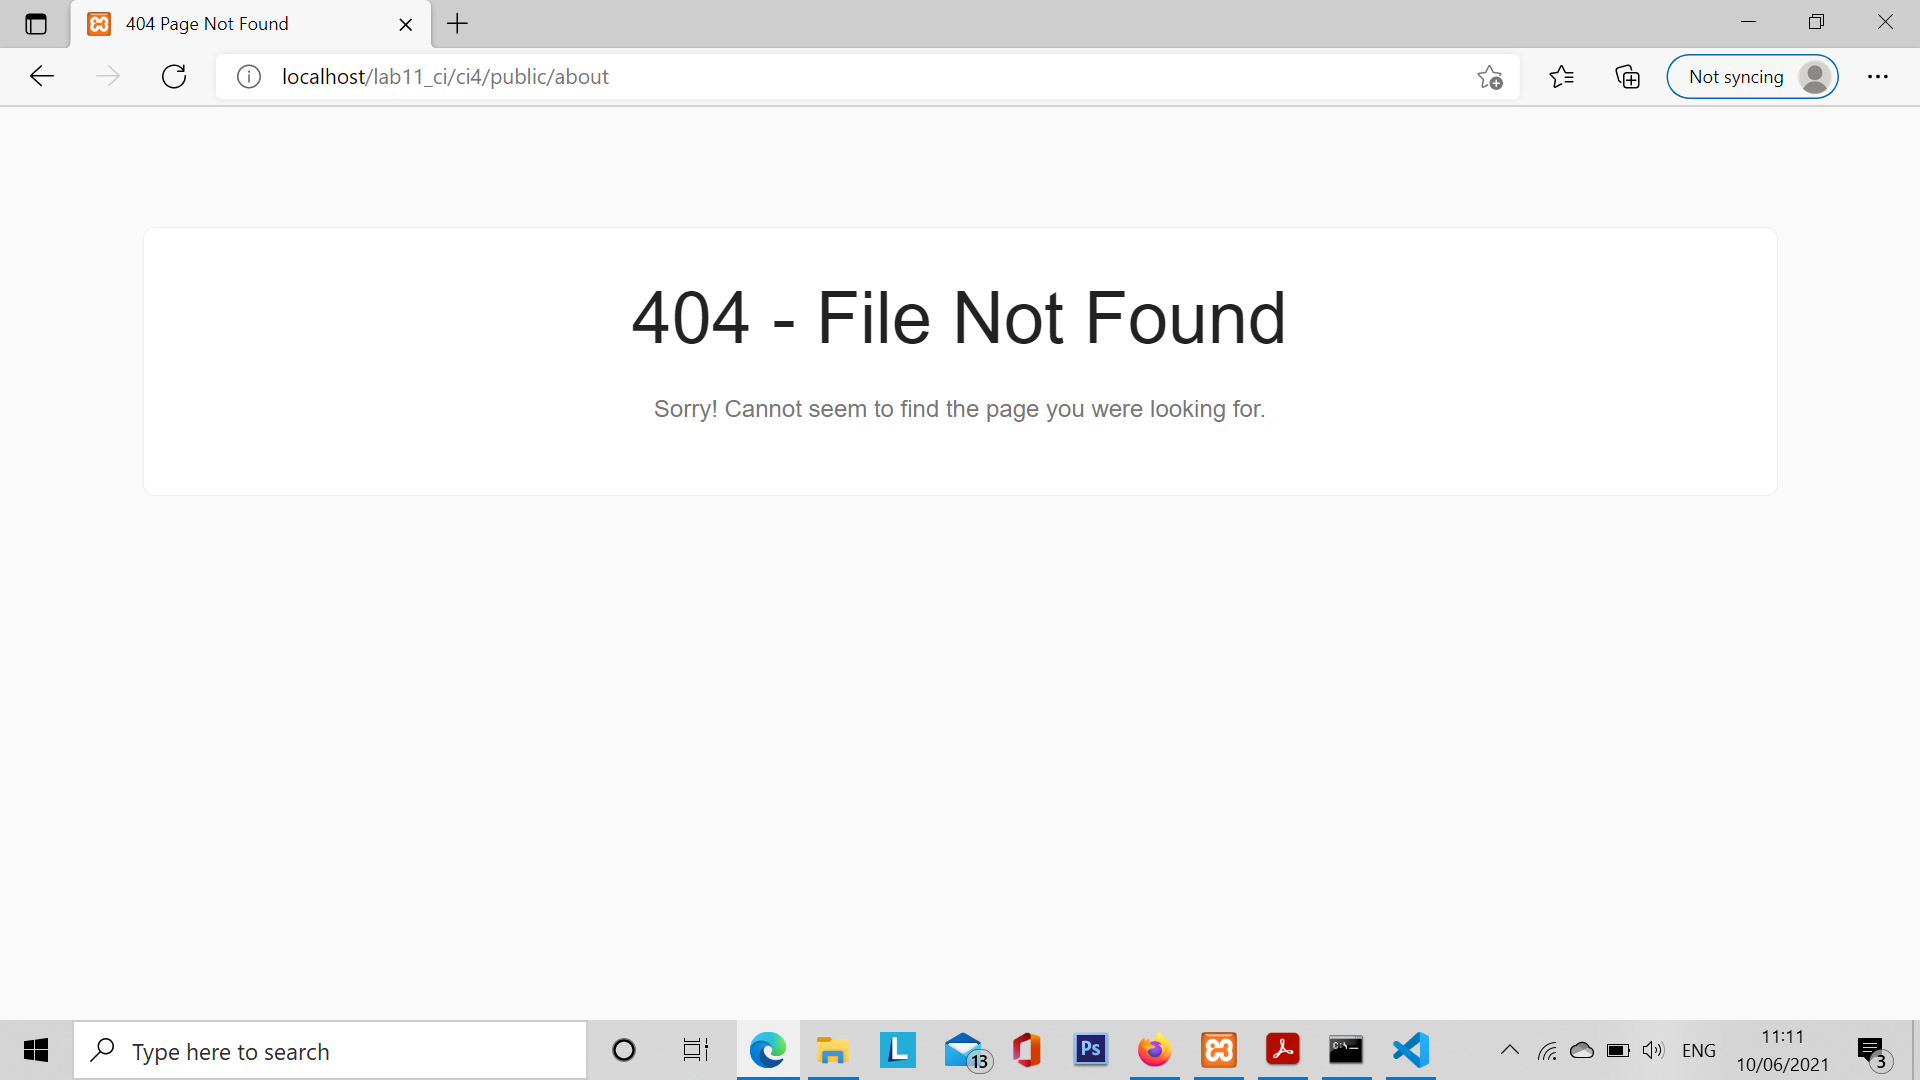 404 Page Not Found
localhost/lab11_ci/ci4/public/about
Not syncing
404 - File Not Found
Sorry! Cannot seem to find the page you were looking for.
Type here to search
L
13
Ps
C:\_
ENG
11:11
10/06/2021
3